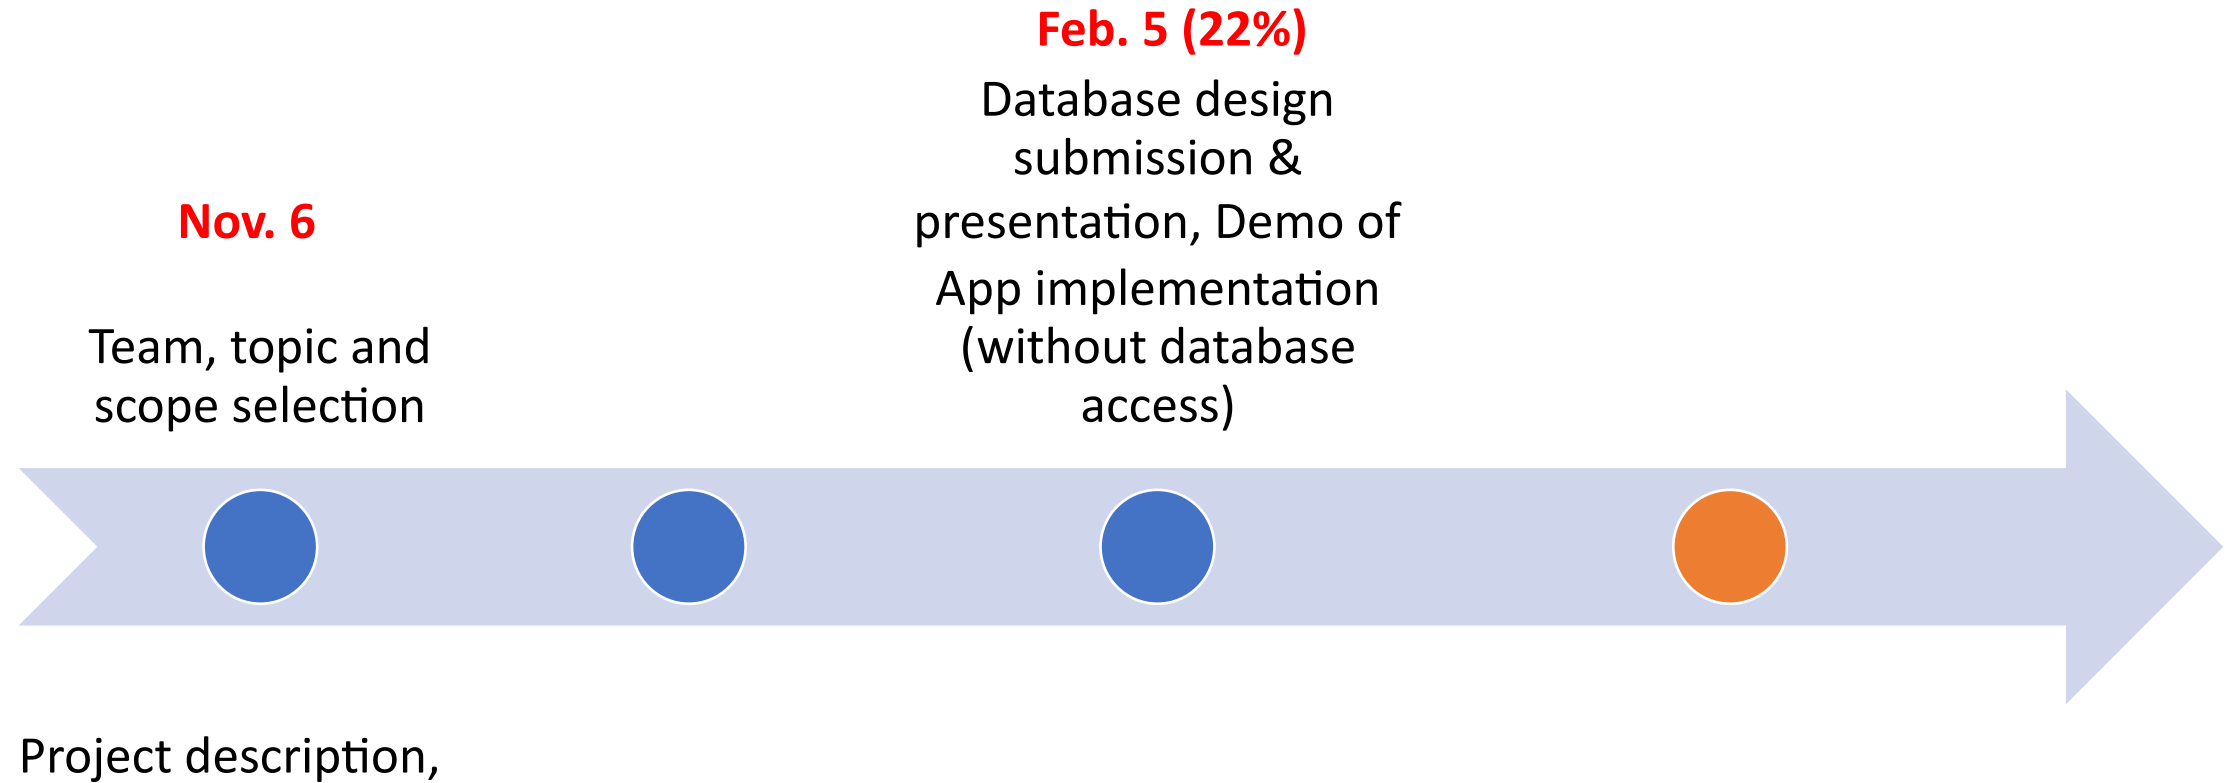 Nov. 6
Team, topic and
scope selection
Feb. 5 (22%)
Database design
submission &
presentation, Demo of
App implementation
(without database
access)
Project description,